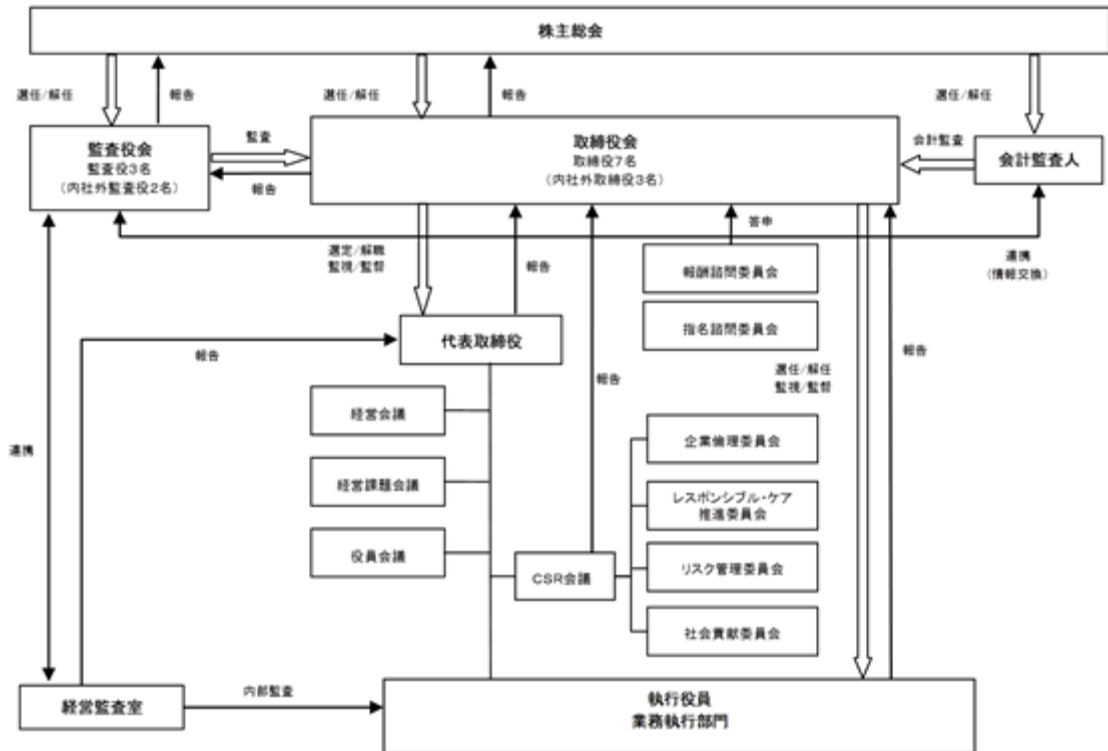 株主総会
選任/解任
報告
選任/解任
報告
選任/解任
監査役会
監査役3名
（内社外監査役2名）
監査
報告
取締役会
取締役7名
（内社外取締役3名）
会計監査
会計監査人
選定/解職
監視/監督
報告
答申
連携
（情報交換）
報酬諮問委員会
指名諮問委員会
報告
代表取締役
報告
選任/解任
監視/監督
報告
連携
経営会議
経営課題会議
役員会議
CSR会議
企業倫理委員会
レスポンシブル・ケア
推進委員会
リスク管理委員会
社会貢献委員会
経営監査室
内部監査
執行役員
業務執行部門